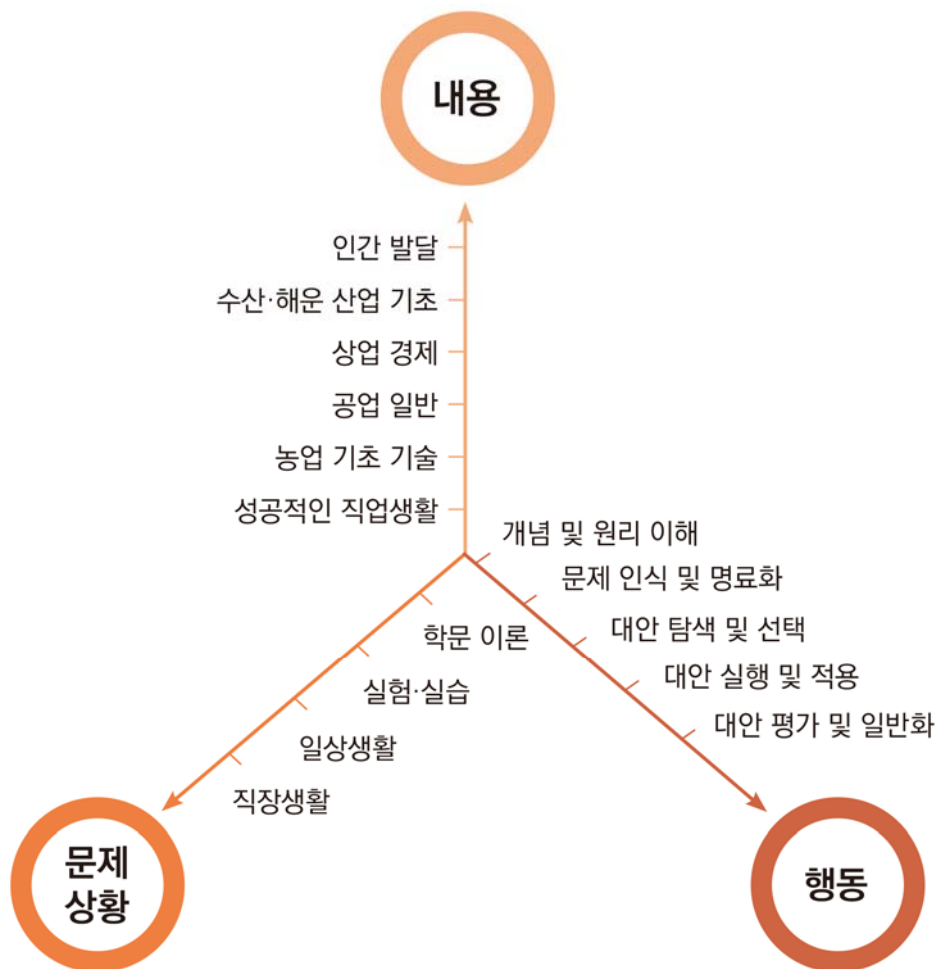 내용
인간 발달
수산·해운 산업 기초
상업 경제
공업 일반
농업 기초 기술
성공적인 직업생활
개념 및 원리 이해
문제 인식 및 명료화
대안 탐색 및 선택
대안 실행 및 적용
대안 평가 및 일반화
학문 이론
실험·실습
일상생활
직장생활
문제
상황
행동